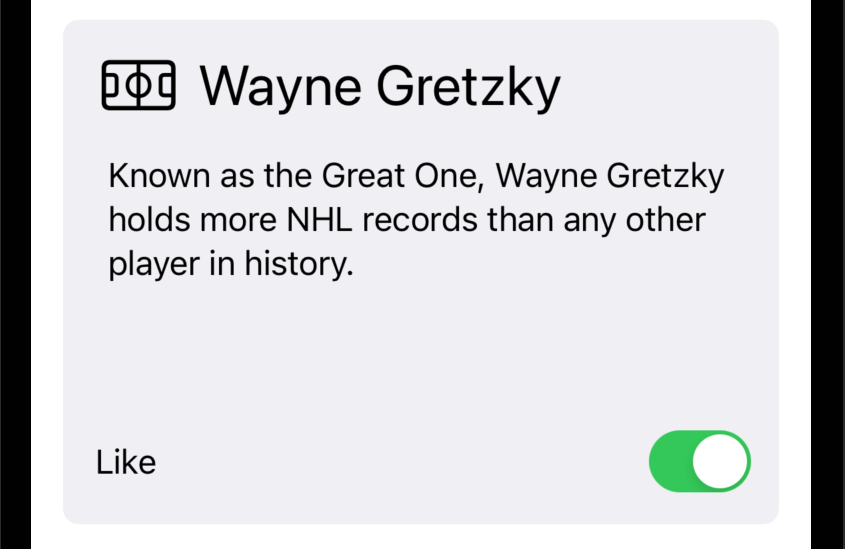 Wayne Gretzky
Known as the Great One, Wayne Gretzky
holds more NHL records than any other
player in history.
Like